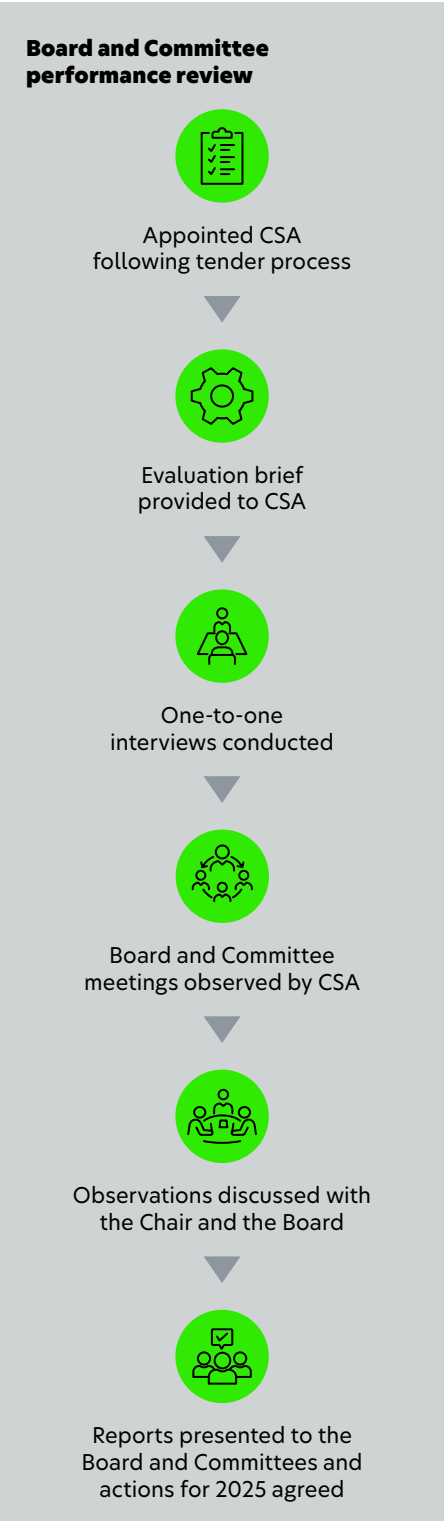 Board and Committee
performance review
Appointed CSA
following tender process
Evaluation brief
provided to CSA
One-to-one
interviews conducted
Board and Committee
meetings observed by CSA
Observations discussed with
the Chair and the Board
Reports presented to the
Board and Committees and
actions for 2025 agreed